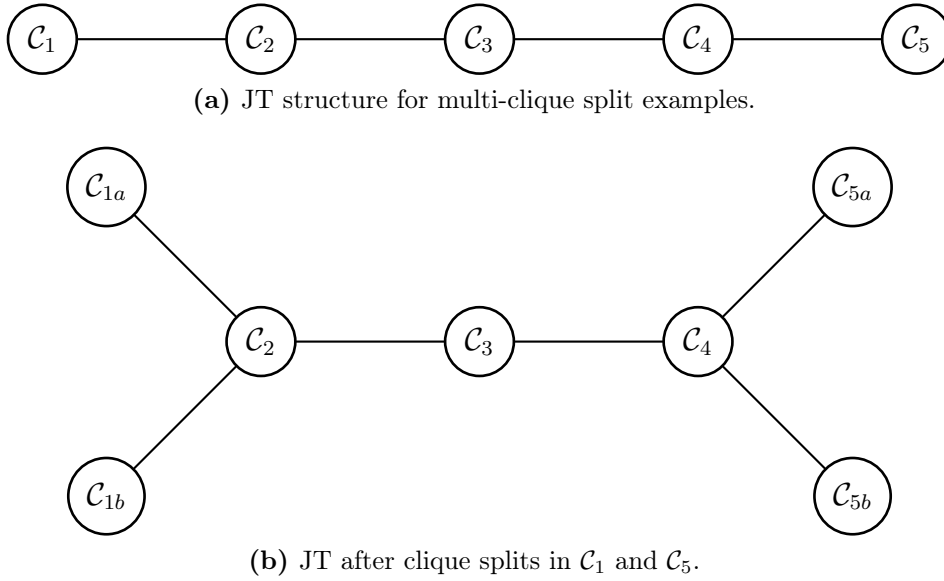 C₁ C₂ C₃ C₄ C₅
(a) JT structure for multi-clique split examples.
C₁ₐ C₅ₐ
C₂ C₃ C₄
C₁b C₅b
(b) JT after clique splits in C₁ and C₅.